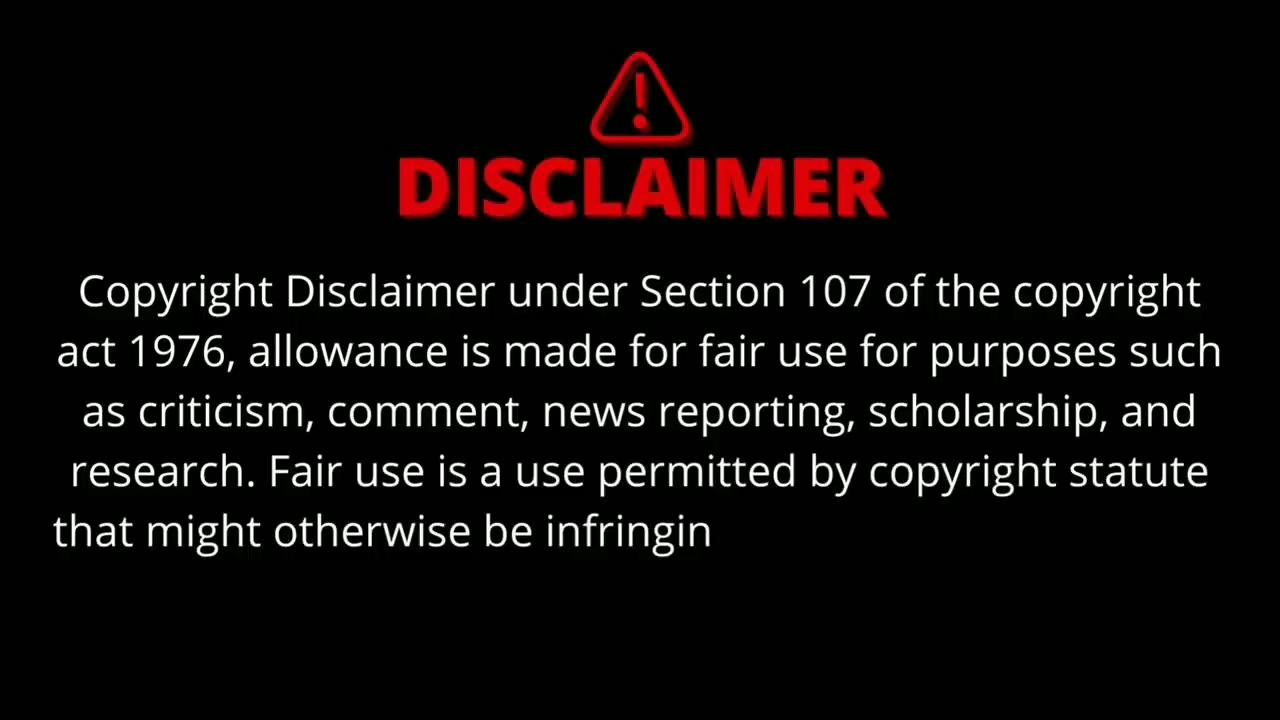 DISCLAIMER
Copyright Disclaimer under Section 107 of the copyright
act 1976, allowance is made for fair use for purposes such
as criticism, comment, news reporting, scholarship, and
research. Fair use is a use permitted by copyright statute
that might otherwise be infringin